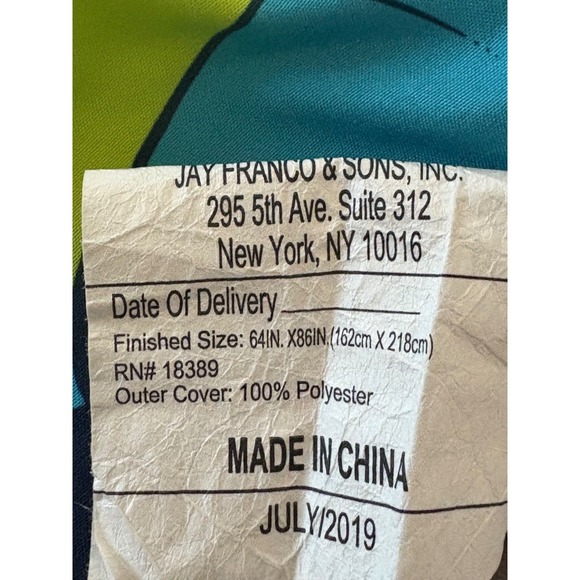 JAY FRANCO & SONS, INC.
295 5th Ave. Suite 312
New York, NY 10016
Date Of Delivery
Finished Size: 64IN. X86IN.(162cm X 218cm)
RN# 18389
Outer Cover: 100% Polyester
MADE IN CHINA
JULY/2019